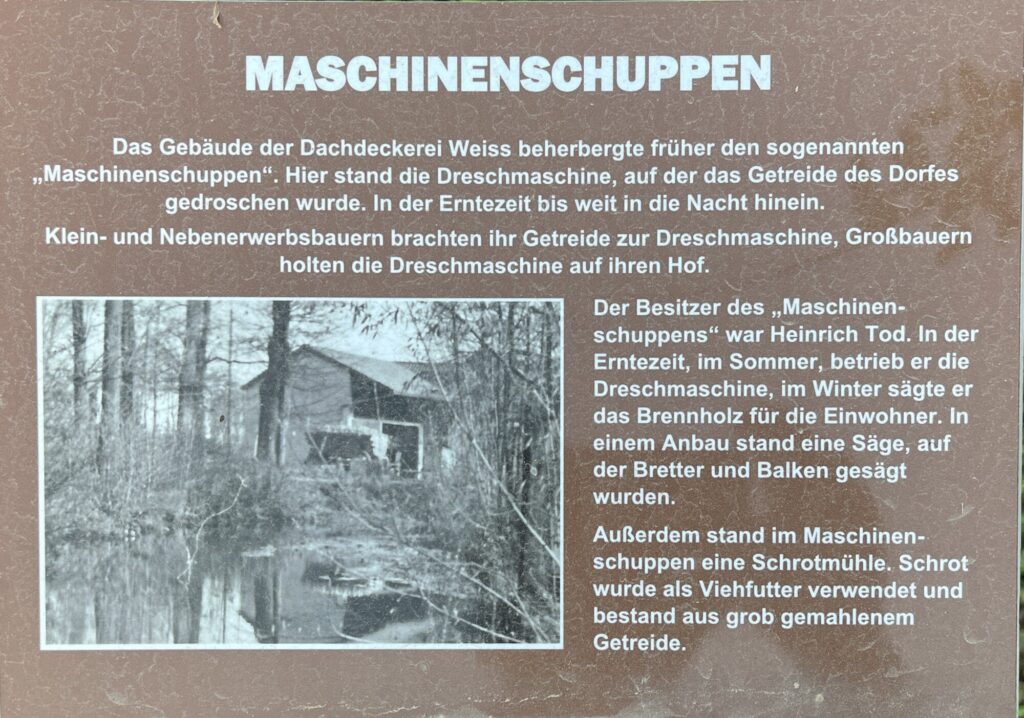 MASCHINENSCHUPPEN
Das Gebäude der Dachdeckerei Weiss beherbergte früher den sogenannten
„Maschinenschuppen“. Hier stand die Dreschmaschine, auf der das Getreide des Dorfes
gedroschen wurde. In der Erntezeit bis weit in die Nacht hinein.
Klein- und Nebenerwerbsbauern brachten ihr Getreide zur Dreschmaschine, Großbauern
holten die Dreschmaschine auf ihren Hof.
Der Besitzer des „Maschinen-
schuppens“ war Heinrich Tod. In der
Erntezeit, im Sommer, betrieb er die
Dreschmaschine, im Winter sägte er
das Brennholz für die Einwohner. In
einem Anbau stand eine Säge, auf
der Bretter und Balken gesägt
wurden.
Außerdem stand im Maschinen-
schuppen eine Schrotmühle. Schrot
wurde als Viehfutter verwendet und
bestand aus grob gemahlenem
Getreide.